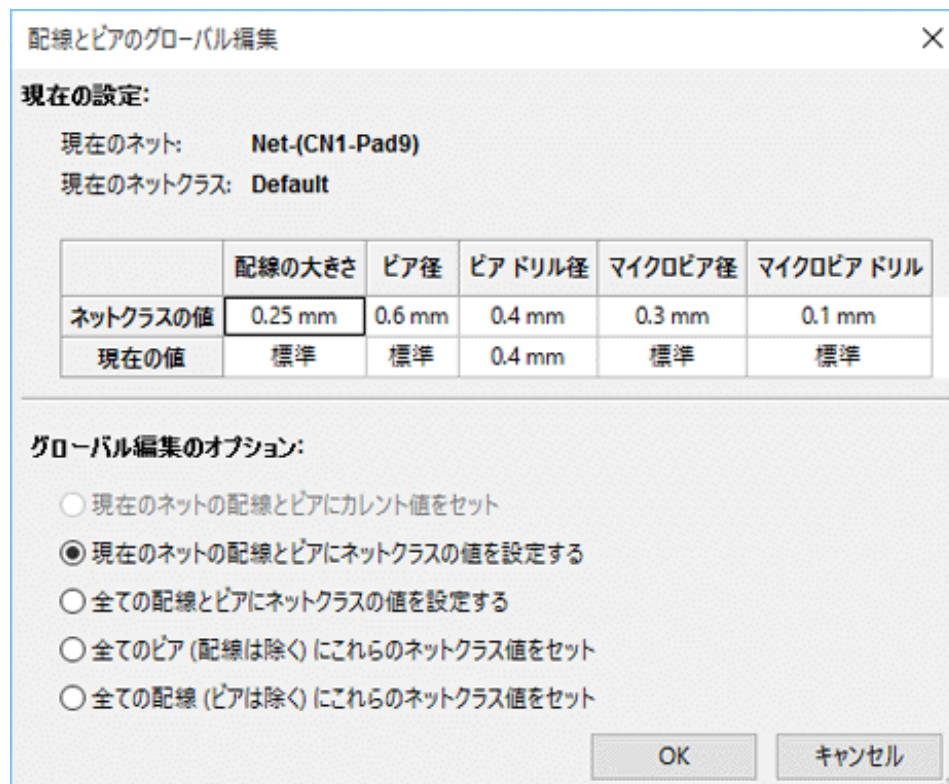 配線とビアのグローバル編集
現在の設定:
現在のネット: Net-(CN1-Pad9)
現在のネットクラス: Default
配線の大きさ ビア径 ビアドリル径 マイクロビア径 マイクロビアドリル
ネットクラスの値 0.25 mm 0.6 mm 0.4 mm 0.3 mm 0.1 mm
現在の値 標準 標準 0.4 mm 標準 標準
グローバル編集のオプション:
現在のネットの配線とビアにカレント値をセット
現在のネットの配線とビアにネットクラスの値を設定する
全ての配線とビアにネットクラスの値を設定する
全てのビア (配線は除く) にこれらのネットクラス値をセット
全ての配線 (ビアは除く) にこれらのネットクラス値をセット
OK キャンセル